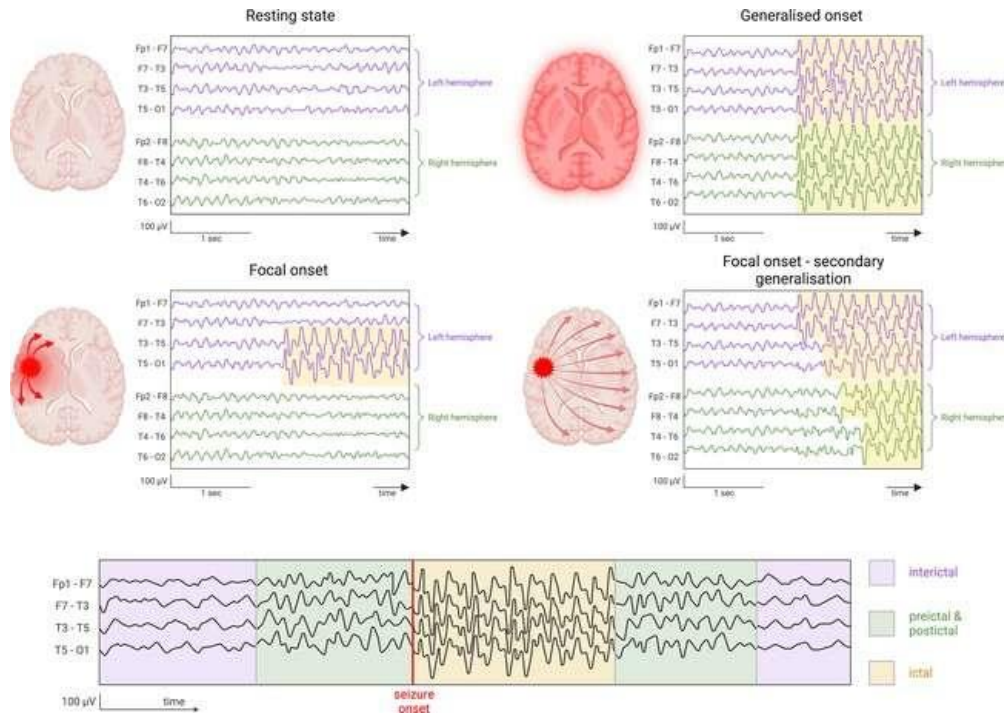 Resting state
Fp1 - F7
F7 - T3
T3 - T5
T5 - O1
Left hemisphere
Fp2 - F8
F8 - T4
T4 - T6
T6 - O2
Right hemisphere
100 μV
1 sec
time
Generalised onset
Fp1 - F7
F7 - T3
T3 - T5
T5 - O1
Left hemisphere
Fp2 - F8
F8 - T4
T4 - T6
T6 - O2
Right hemisphere
100 μV
1 sec
time
Focal onset
Fp1 - F7
F7 - T3
T3 - T5
T5 - O1
Left hemisphere
Fp2 - F8
F8 - T4
T4 - T6
T6 - O2
Right hemisphere
100 μV
1 sec
time
Focal onset - secondary
generalisation
Fp1 - F7
F7 - T3
T3 - T5
T5 - O1
Left hemisphere
Fp2 - F8
F8 - T4
T4 - T6
T6 - O2
Right hemisphere
100 μV
1 sec
time
Fp1 - F7
F7 - T3
T3 - T5
T5 - O1
100 μV
time
seizure
onset
interictal
preictal &
postictal
ictal